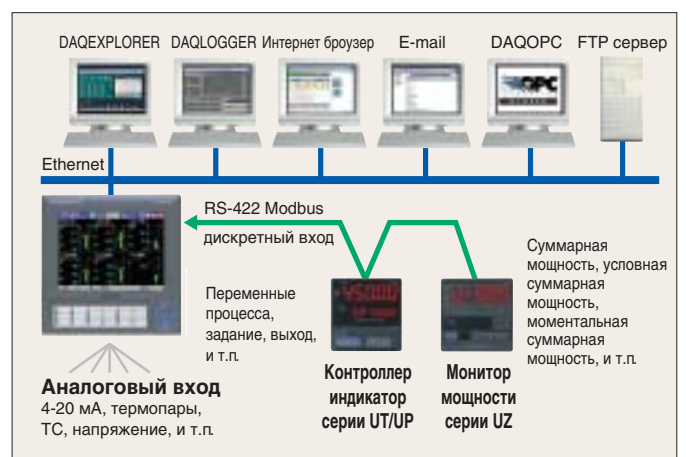 DAQEXPLORER DAQLOGGER Интернет броузер E-mail DAQOPC FTP сервер
OPC
Ethernet
RS-422 Modbus
дискретный вход
Переменные
процесса,
задание, выход,
и т.п.
Суммарная
мощность, условная
суммарная
мощность,
моментальная
суммарная
мощность, и т.п.
Аналоговый вход
4-20 мА, термопары,
ТС, напряжение, и т.п.
Контроллер
индикатор
серии UT/UP
Монитор
мощности
серии UZ